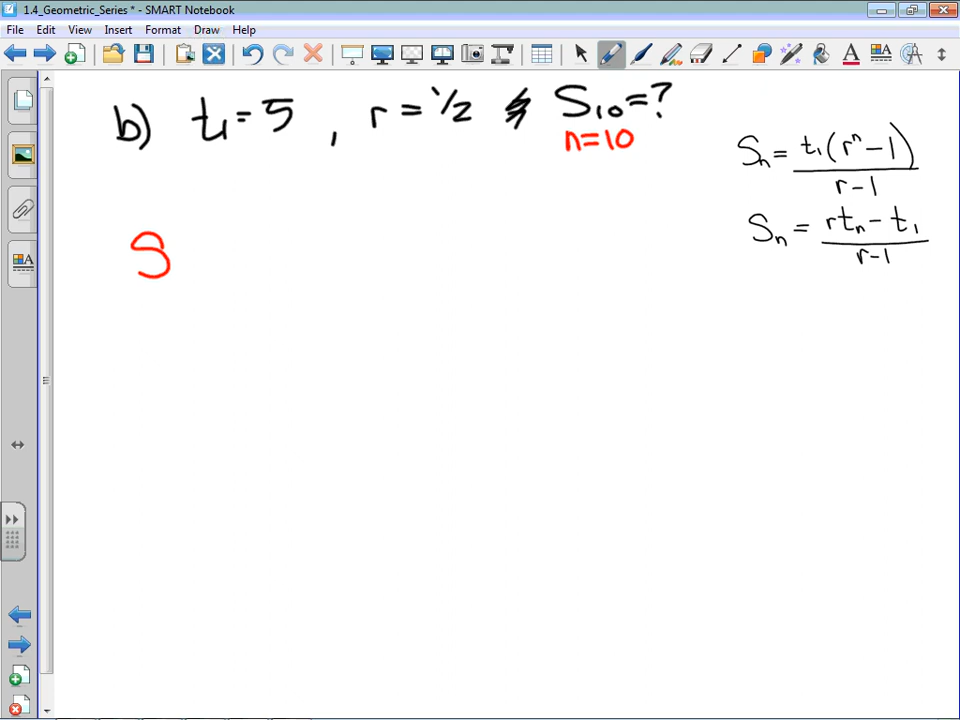 1.4_Geometric_Series * - SMART Notebook
File Edit View Insert Format Draw Help
b) t₁ = 5 , r = 1/2 S₁₀ = ?
n = 10
Sₙ = t₁(rⁿ - 1) / r - 1
Sₙ = rtₙ - t₁ / r - 1
S